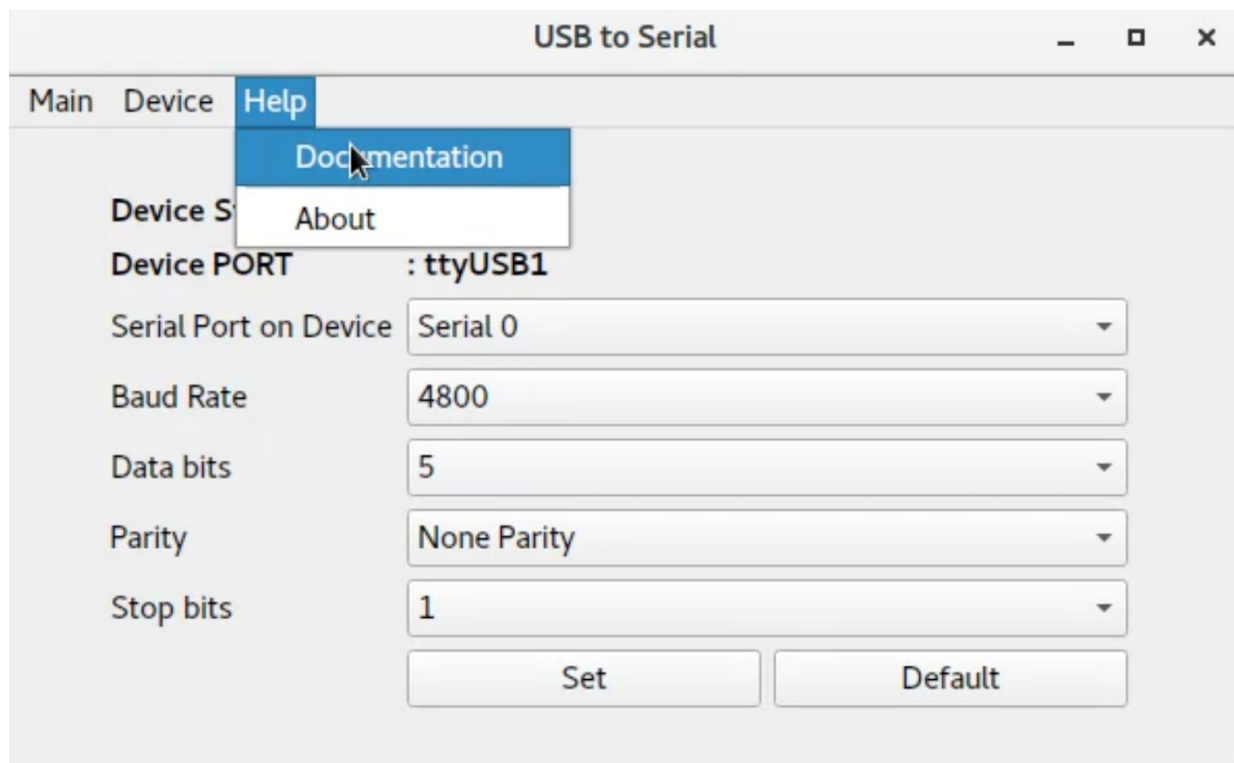 USB to Serial
Main Device Help
Documentation
About
Device
Device PORT : ttyUSB1
Serial Port on Device Serial 0
Baud Rate 4800
Data bits 5
Parity None Parity
Stop bits 1
Set Default